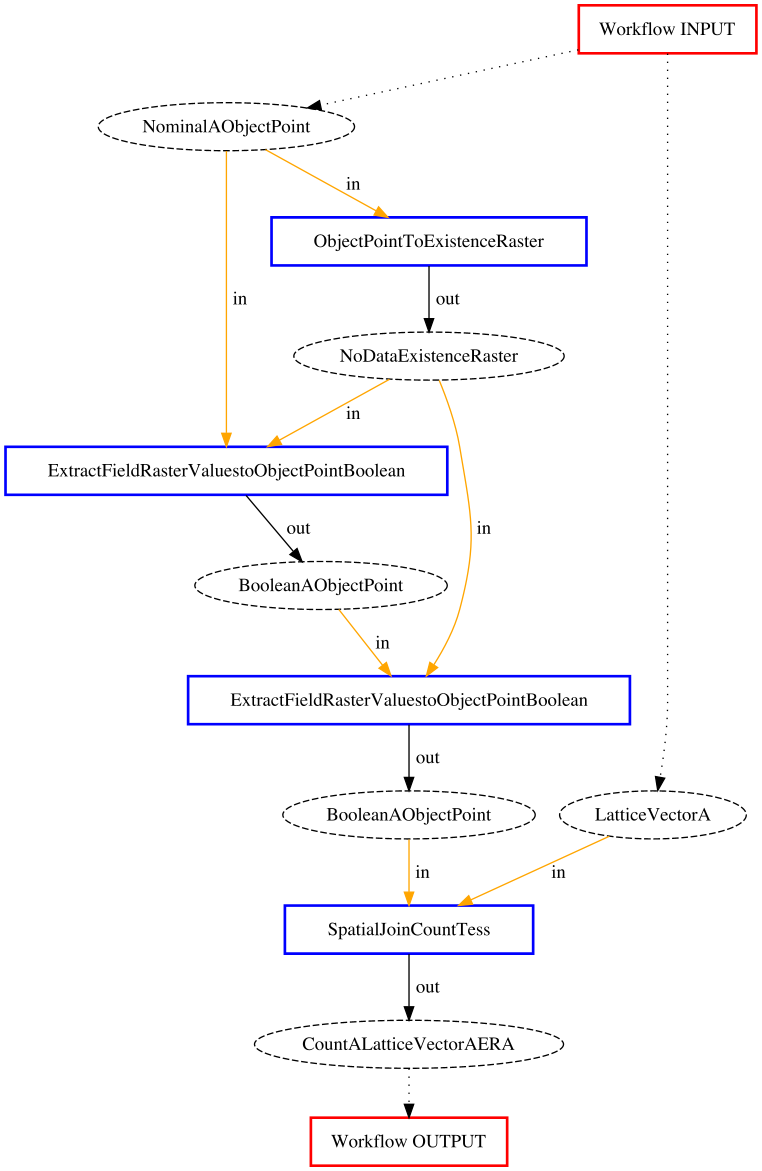 Workflow INPUT
NominalAObjectPoint
in
ObjectPointToExistenceRaster
in
out
NoDataExistenceRaster
in
ExtractFieldRasterValuestoObjectPointBoolean
out
in
BooleanAObjectPoint
in
ExtractFieldRasterValuestoObjectPointBoolean
out
BooleanAObjectPoint
LatticeVectorA
in
in
SpatialJoinCountTess
out
CountALatticeVectorAERA
Workflow OUTPUT